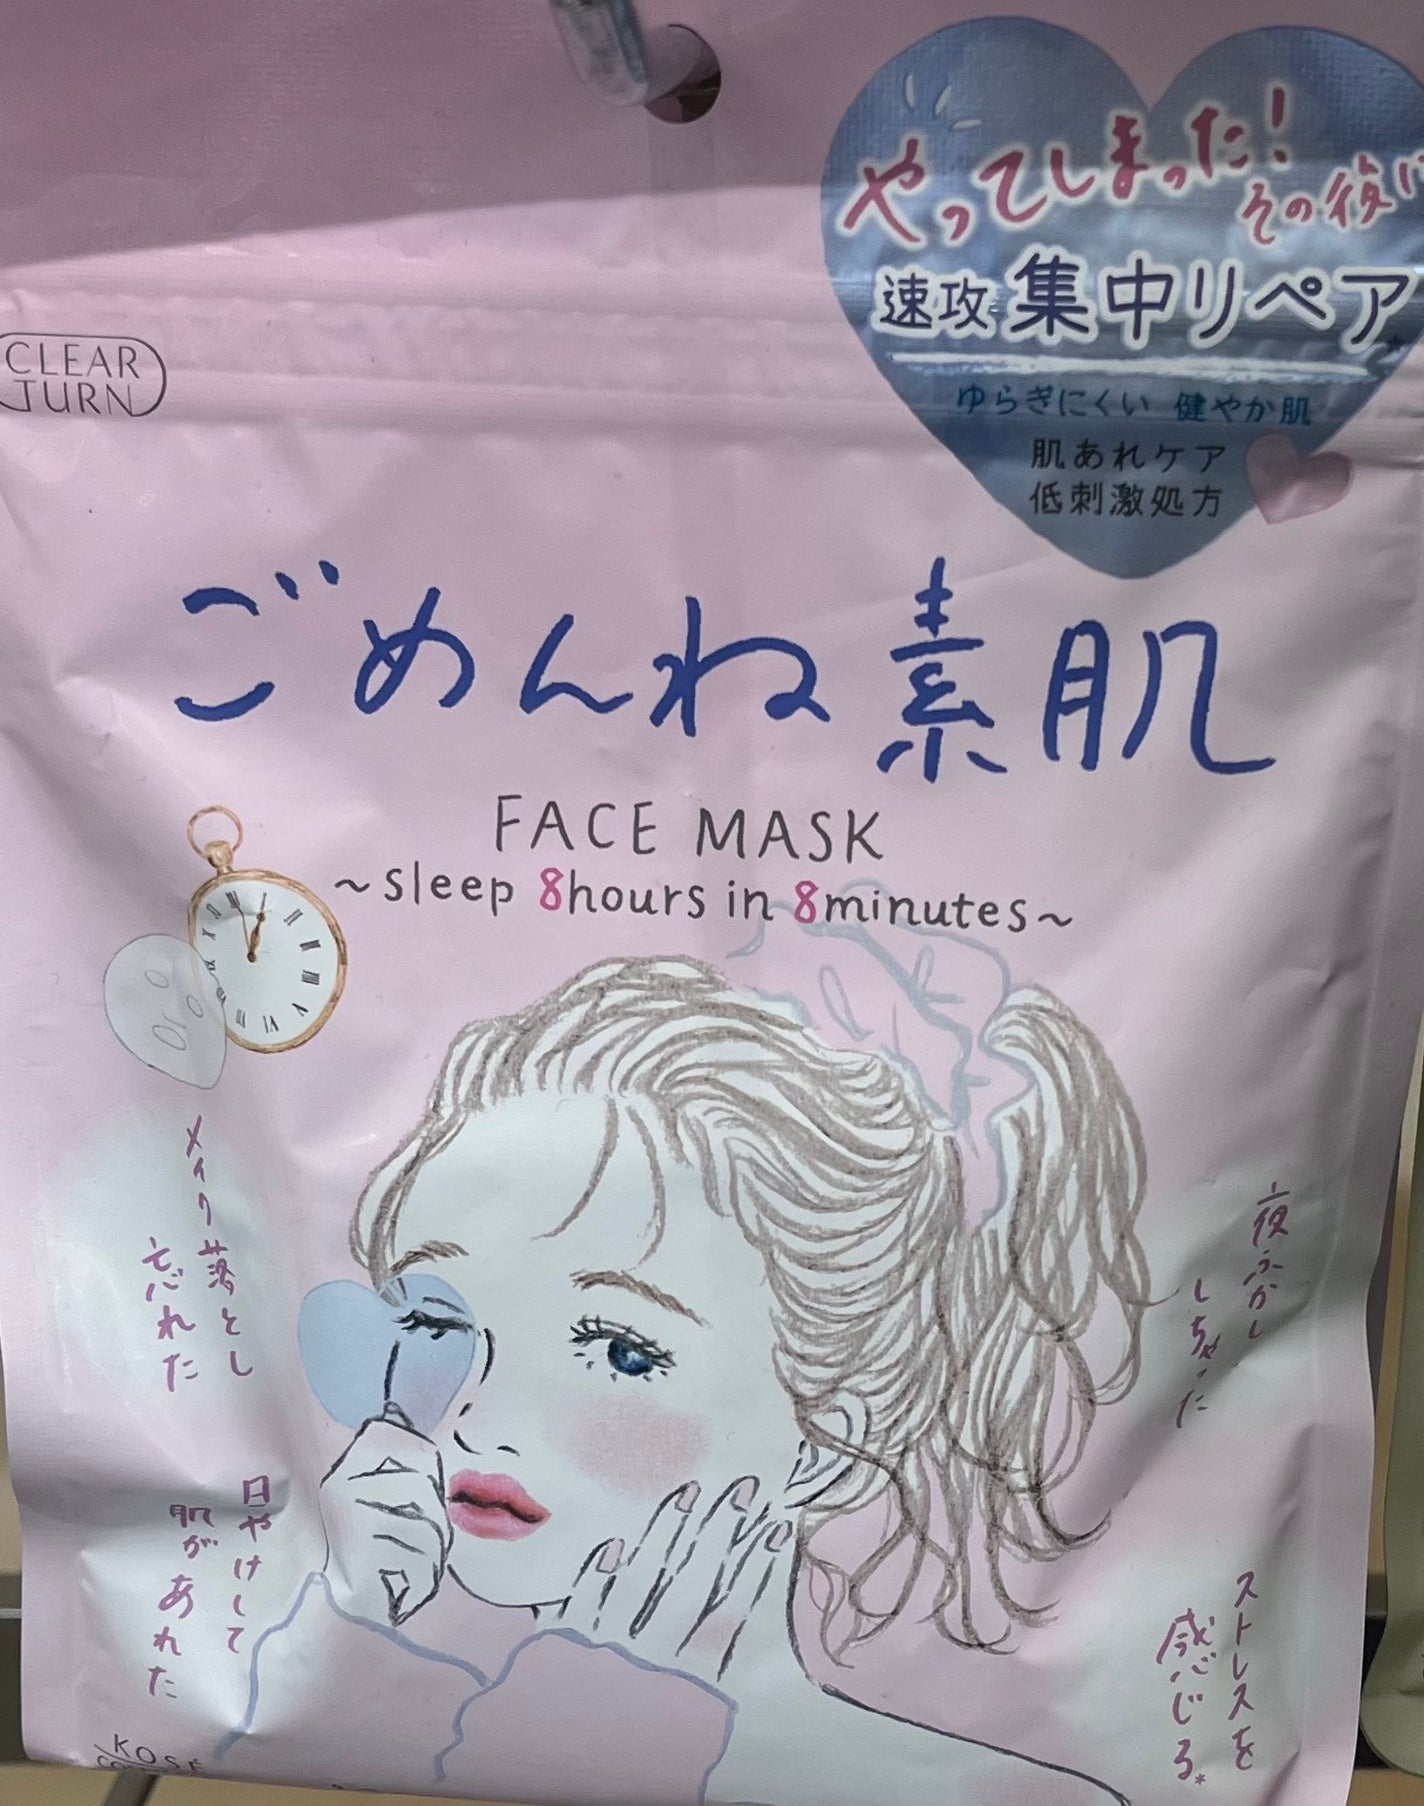 やってしまった!
その後に
速攻 集中リペア*
ゆらぎにくい 健やか肌
肌あれケア
低刺激処方
CLEAR
TURN
ごめんね素肌
FACE MASK
~sleep 8hours in 8minutes~
メイク落とし
忘れた
夜ふかし
しちゃった
日やけして
肌があれた
ストレスを
感じる*
KOSÉ